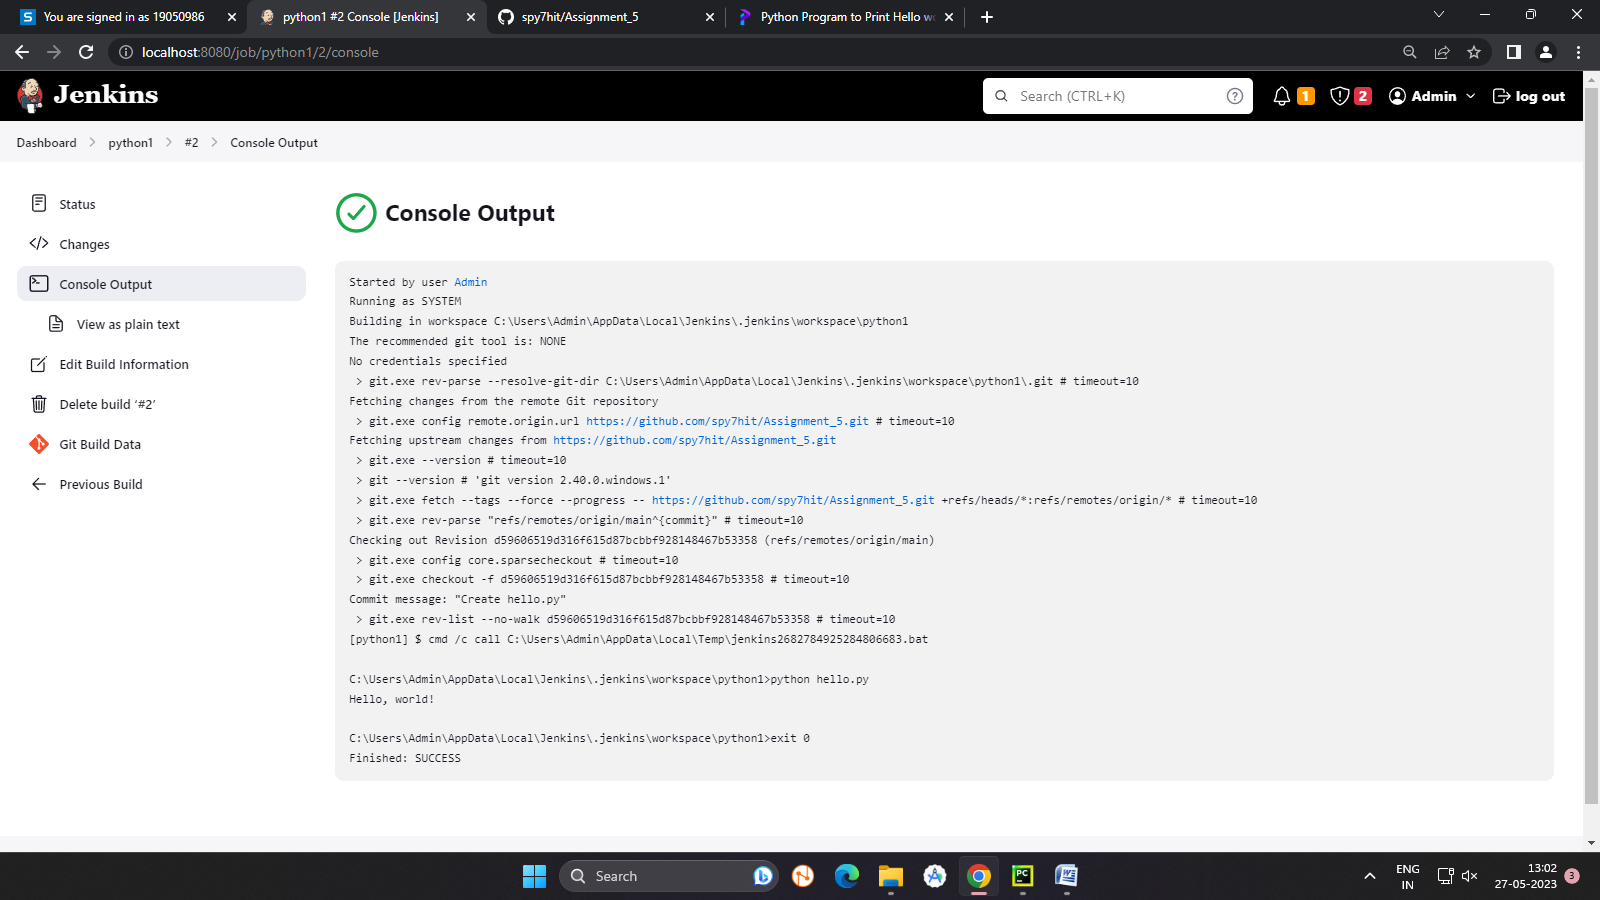 You are signed in as 19050986
python1 #2 Console [Jenkins]
spy7hit/Assignment_5
Python Program to Print Hello
localhost:8080/job/python1/2/console
Jenkins
Search (CTRL+K)
1
2
Admin
log out
Dashboard
python1
#2
Console Output
Status
Changes
Console Output
View as plain text
Edit Build Information
Delete build ‘#2’
Git Build Data
Previous Build
Console Output
Started by user Admin
Running as SYSTEM
Building in workspace C:\Users\Admin\AppData\Local\Jenkins\.jenkins\workspace\python1
The recommended git tool is: NONE
No credentials specified
> git.exe rev-parse --resolve-git-dir C:\Users\Admin\AppData\Local\Jenkins\.jenkins\workspace\python1\.git # timeout=10
Fetching changes from the remote Git repository
> git.exe config remote.origin.url https://github.com/spy7hit/Assignment_5.git # timeout=10
Fetching upstream changes from https://github.com/spy7hit/Assignment_5.git
> git.exe --version # timeout=10
> git --version # 'git version 2.40.0.windows.1'
> git.exe fetch --tags --force --progress -- https://github.com/spy7hit/Assignment_5.git +refs/heads/*:refs/remotes/origin/* # timeout=10
> git.exe rev-parse "refs/remotes/origin/main^{commit}" # timeout=10
Checking out Revision d59606519d316f615d87bcbbf928148467b53358 (refs/remotes/origin/main)
> git.exe config core.sparsecheckout # timeout=10
> git.exe checkout -f d59606519d316f615d87bcbbf928148467b53358 # timeout=10
Commit message: "Create hello.py"
> git.exe rev-list --no-walk d59606519d316f615d87bcbbf928148467b53358 # timeout=10
[python1] $ cmd /c call C:\Users\Admin\AppData\Local\Temp\jenkins2682784925284806683.bat
C:\Users\Admin\AppData\Local\Jenkins\.jenkins\workspace\python1>python hello.py
Hello, world!
C:\Users\Admin\AppData\Local\Jenkins\.jenkins\workspace\python1>exit 0
Finished: SUCCESS
Search
ENG
IN
13:02
27-05-2023
3